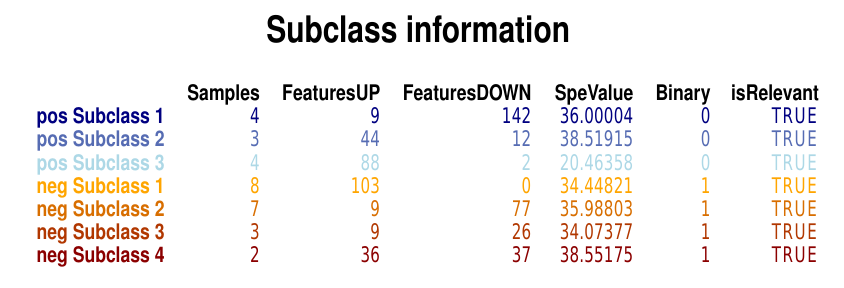 Subclass information
Samples FeaturesUP FeaturesDOWN SpeValue Binary isRelevant
pos Subclass 1 4 9 142 36.00004 0 TRUE
pos Subclass 2 3 44 12 38.51915 0 TRUE
pos Subclass 3 4 88 2 20.46358 0 TRUE
neg Subclass 1 8 103 0 34.44821 1 TRUE
neg Subclass 2 7 9 77 35.98803 1 TRUE
neg Subclass 3 3 9 26 34.07377 1 TRUE
neg Subclass 4 2 36 37 38.55175 1 TRUE